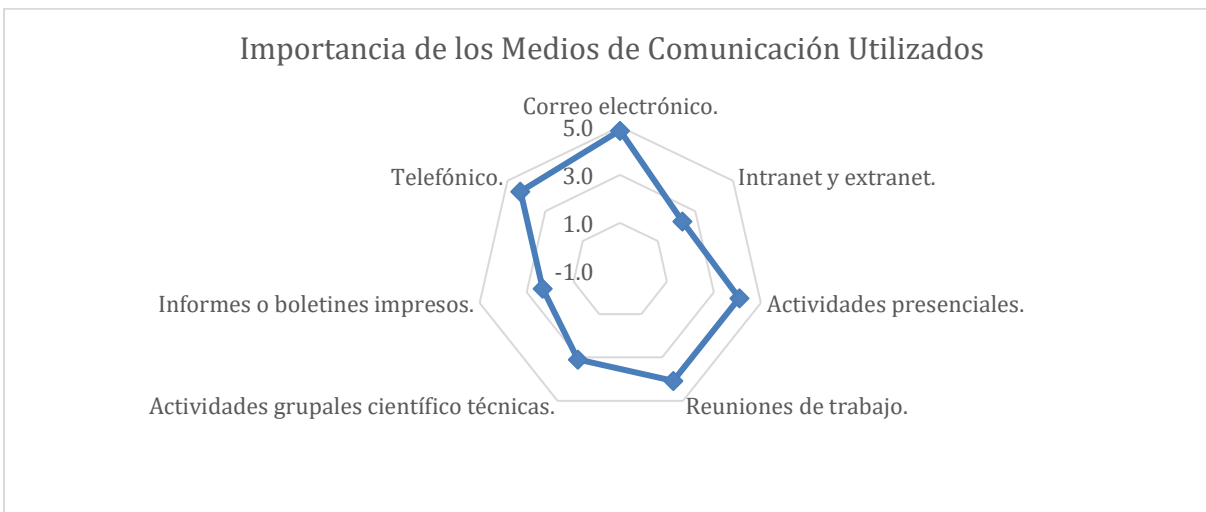 Importancia de los Medios de Comunicación Utilizados
Correo electrónico.
5.0
Telefónico.
3.0
Intranet y extranet.
1.0
-1.0
Informes o boletines impresos.
Actividades presenciales.
Actividades grupales científico técnicas.
Reuniones de trabajo.